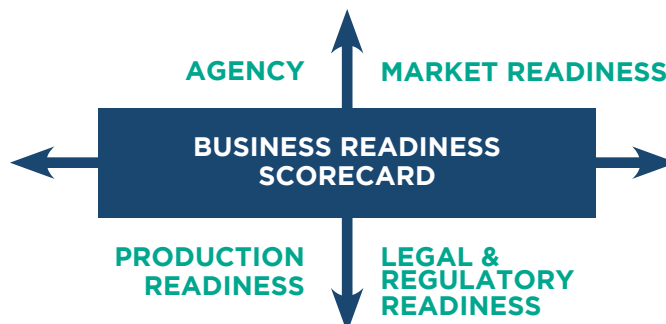 AGENCY
MARKET READINESS
BUSINESS READINESS
SCORECARD
PRODUCTION
READINESS
LEGAL &
REGULATORY
READINESS